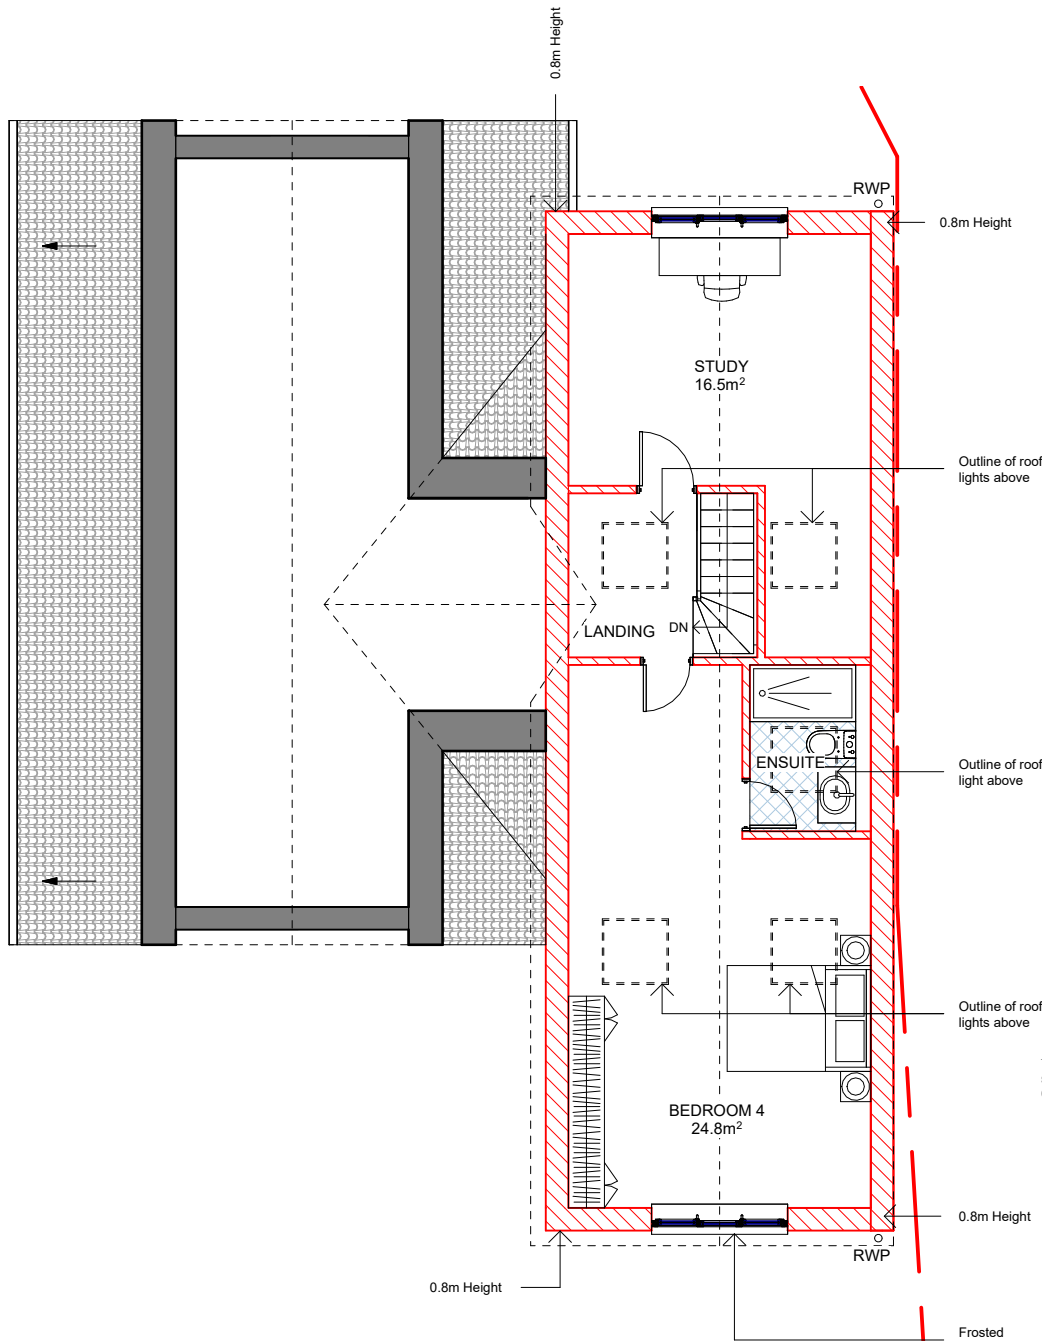 0.8m Height
RWP
0.8m Height
STUDY
16.5m²
Outline of roof
lights above
LANDING
DN
ENSUITE
Outline of roof
light above
Outline of roof
lights above
BEDROOM 4
24.8m²
0.8m Height
RWP
0.8m Height
Frosted